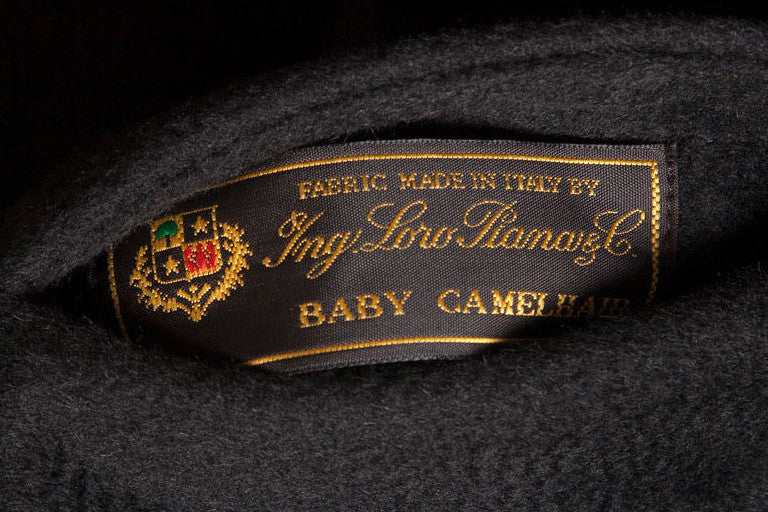 FABRIC MADE IN ITALY BY
Ing. Loro Piana & C.
BABY CAMELHAIR